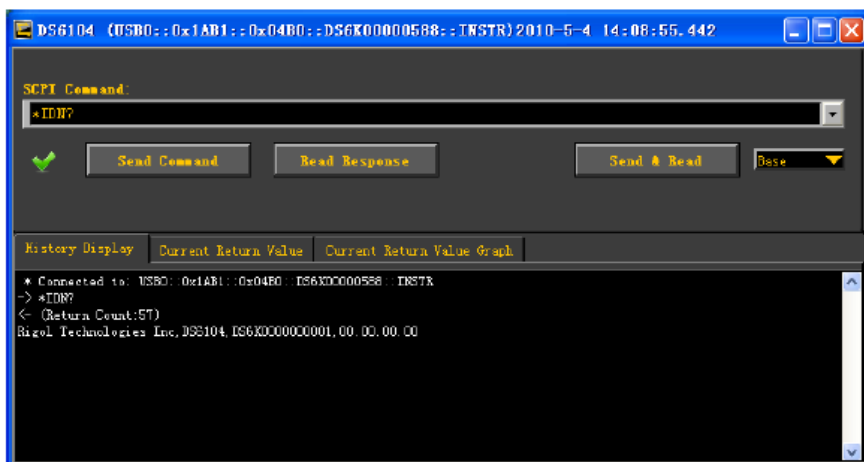 DS6104 (USB0::0x1AB1::0x04B0::DS6K00000588::INSTR)2010-5-4 14:08:55.442
SCPI Command:
*IDN?
Send Command
Read Response
Send & Read
Base
History Display
Current Return Value
Current Return Value Graph
* Connected to: USB0::0x1AB1::0x04B0::DS6K00000588::INSTR
-> *IDN?
<- (Return Count:57)
Rigol Technologies Inc,DS6104,DS6K0000000001,00.00.00.00